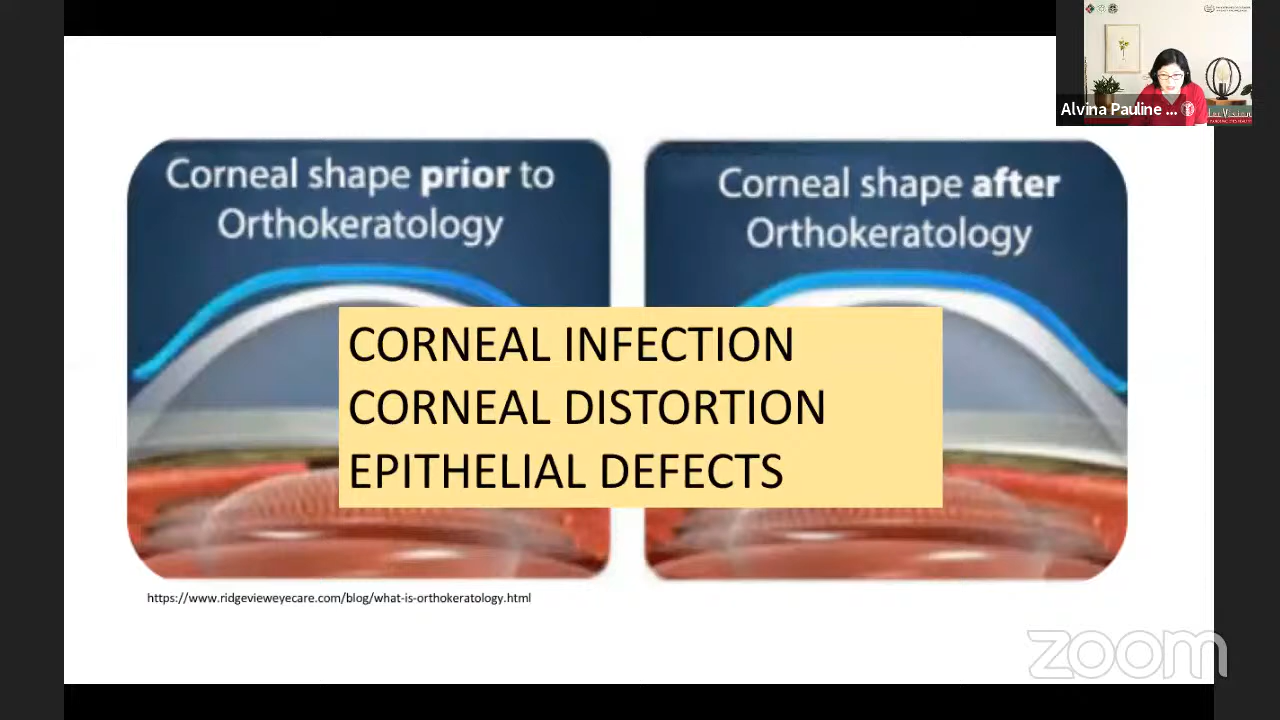 Alvina Pauline ...
Corneal shape prior to
Orthokeratology
Corneal shape after
Orthokeratology
CORNEAL INFECTION
CORNEAL DISTORTION
EPITHELIAL DEFECTS
https://www.ridgevieweyecare.com/blog/what-is-orthokeratology.html
zoom